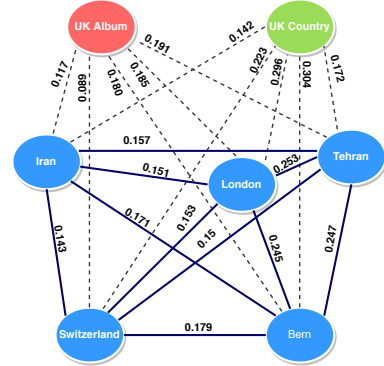 UK Album
UK Country
0.191
0.142
0.117
0.089
0.180
0.185
0.223
0.296
0.304
0.172
0.157
Iran
Tehran
0.151
London
0.253
0.143
0.171
0.153
0.15
0.245
0.247
Switzerland
0.179
Bern